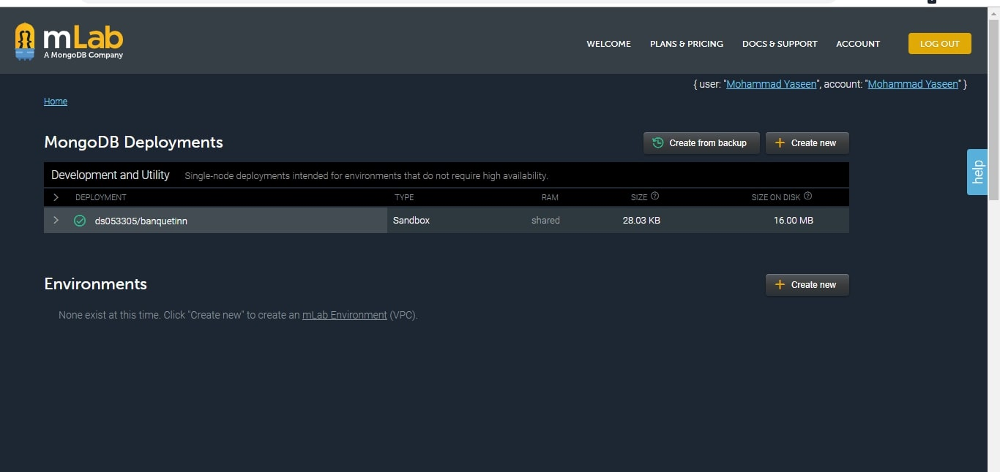 mLab
A MongoDB Company
WELCOME PLANS & PRICING DOCS & SUPPORT ACCOUNT LOG OUT
{ user: "Mohammad Yaseen", account: "Mohammad Yaseen" }
Home
MongoDB Deployments Create from backup Create new
help
Development and Utility Single-node deployments intended for environments that do not require high availability.
DEPLOYMENT TYPE RAM SIZE SIZE ON DISK
ds053305/banquetinn Sandbox shared 28.03 KB 16.00 MB
Environments Create new
None exist at this time. Click "Create new" to create an mLab Environment (VPC).